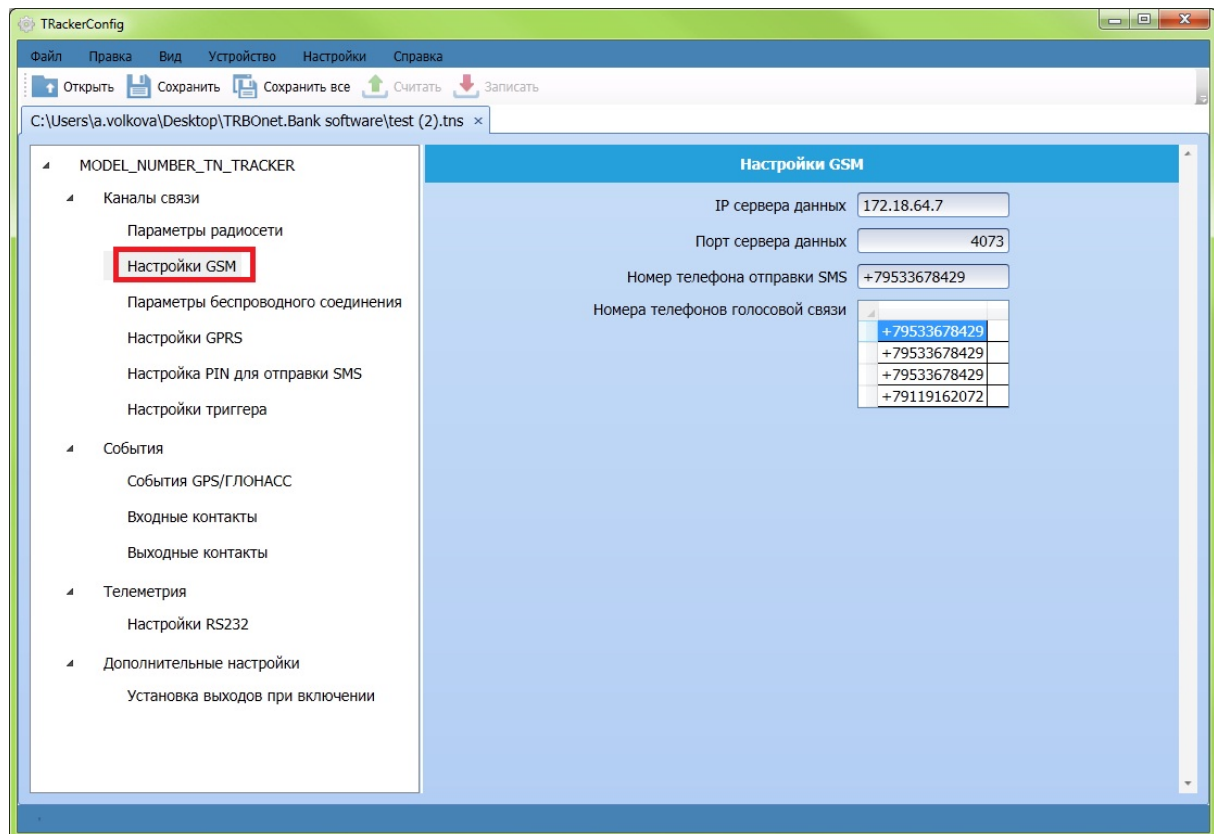 TRackerConfig
Файл Правка Вид Устройство Настройки Справка
Открыть Сохранить Сохранить все Считать Записать
C:\Users\a.volkova\Desktop\TRBOnet.Bank software\test (2).tns ×
MODEL_NUMBER_TN_TRACKER
Каналы связи
Параметры радиосети
Настройки GSM
Параметры беспроводного соединения
Настройки GPRS
Настройка PIN для отправки SMS
Настройки триггера
События
События GPS/ГЛОНАСС
Входные контакты
Выходные контакты
Телеметрия
Настройки RS232
Дополнительные настройки
Установка выходов при включении
Настройки GSM
IP сервера данных 172.18.64.7
Порт сервера данных 4073
Номер телефона отправки SMS +79533678429
Номера телефонов голосовой связи
+79533678429
+79533678429
+79533678429
+79119162072